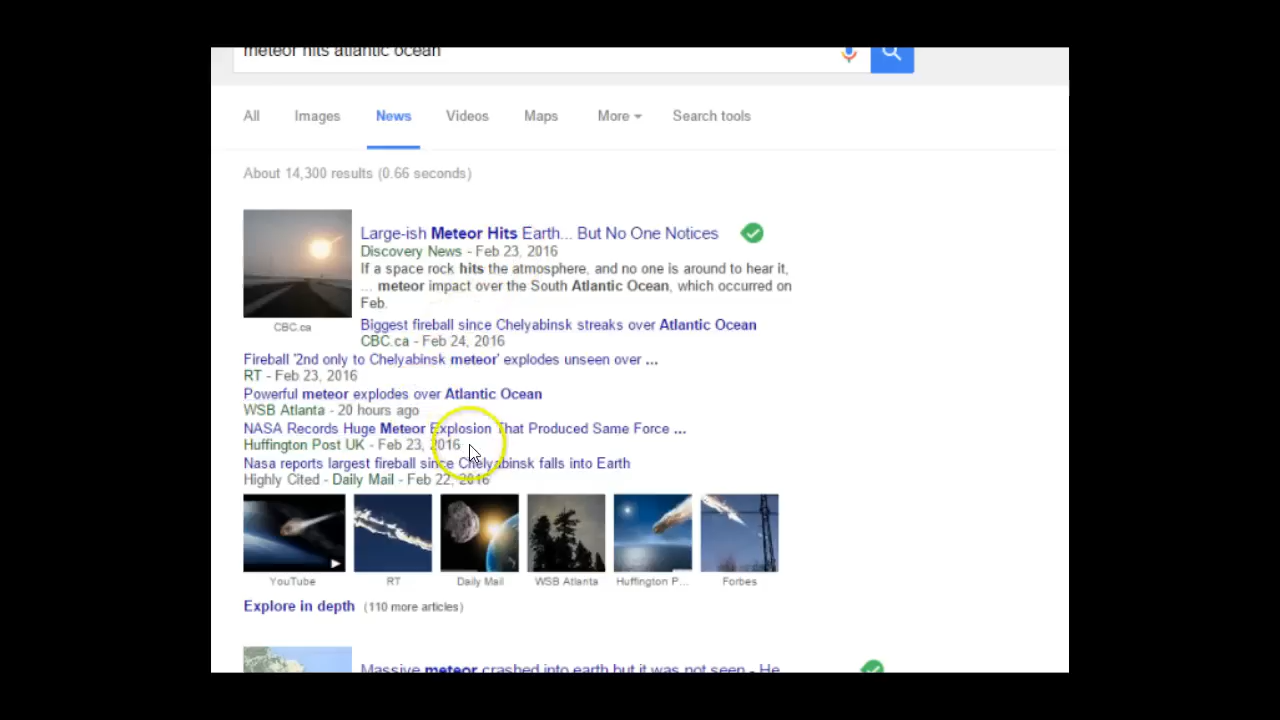 meteor hits atlantic ocean
All Images News Videos Maps More Search tools
About 14,300 results (0.66 seconds)
Large-ish Meteor Hits Earth... But No One Notices
Discovery News - Feb 23, 2016
If a space rock hits the atmosphere, and no one is around to hear it,
... meteor impact over the South Atlantic Ocean, which occurred on
Feb.
CBC.ca
Biggest fireball since Chelyabinsk streaks over Atlantic Ocean
CBC.ca - Feb 24, 2016
Fireball '2nd only to Chelyabinsk meteor' explodes unseen over ...
RT - Feb 23, 2016
Powerful meteor explodes over Atlantic Ocean
WSB Atlanta - 20 hours ago
NASA Records Huge Meteor Explosion That Produced Same Force ...
Huffington Post UK - Feb 23, 2016
Nasa reports largest fireball since Chelyabinsk falls into Earth
Highly Cited - Daily Mail - Feb 22, 2016
YouTube RT Daily Mail WSB Atlanta Huffington P... Forbes
Explore in depth (110 more articles)
Massive meteor crashed into earth but it was not seen - He